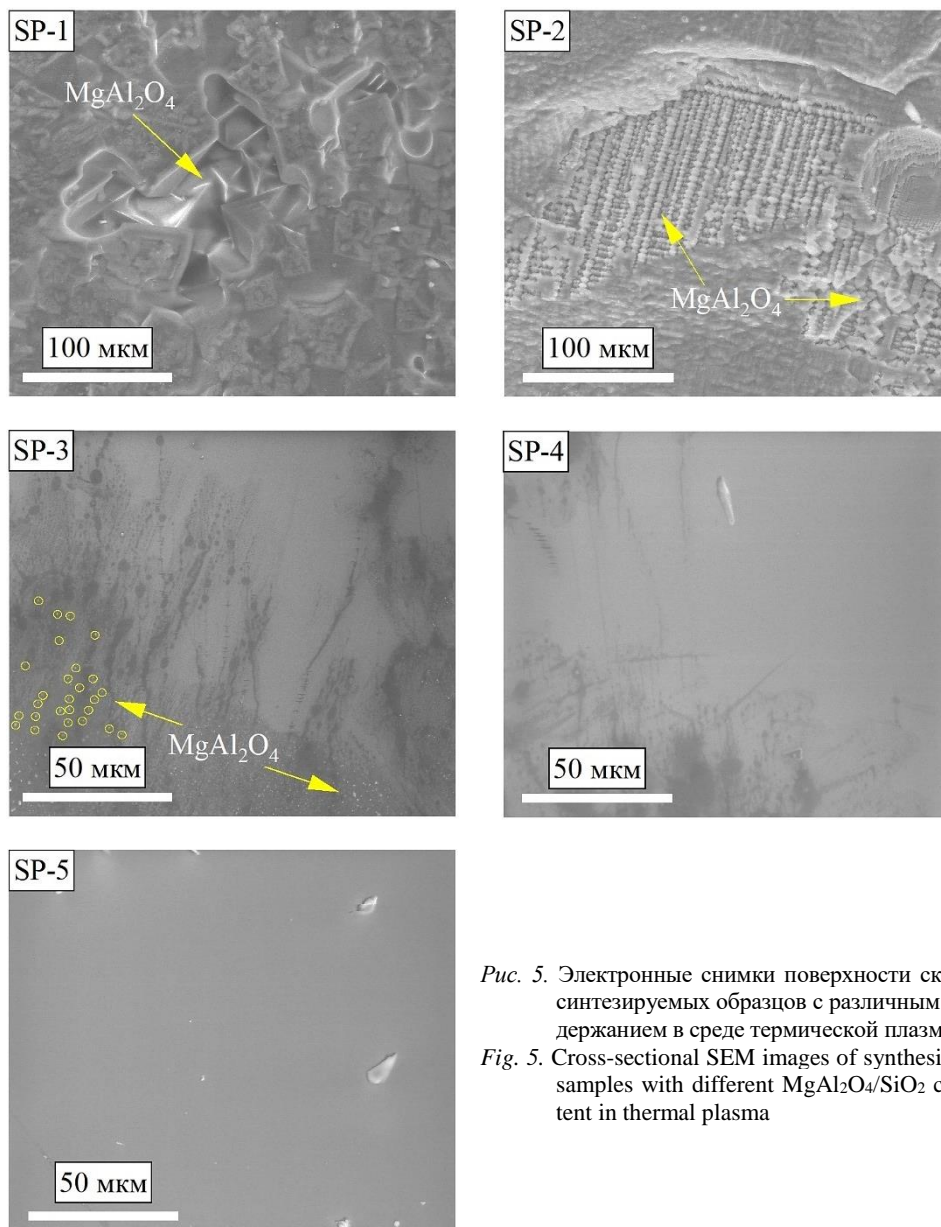 SP-1
MgAl₂O₄
100 мкм
SP-2
MgAl₂O₄
100 мкм
SP-3
MgAl₂O₄
50 мкм
SP-4
50 мкм
SP-5
50 мкм
Рис. 5. Электронные снимки поверхности ск
синтезируемых образцов с различным
держанием в среде термической плазм
Fig. 5. Cross-sectional SEM images of synthesi
samples with different MgAl₂O₄/SiO₂ c
tent in thermal plasma